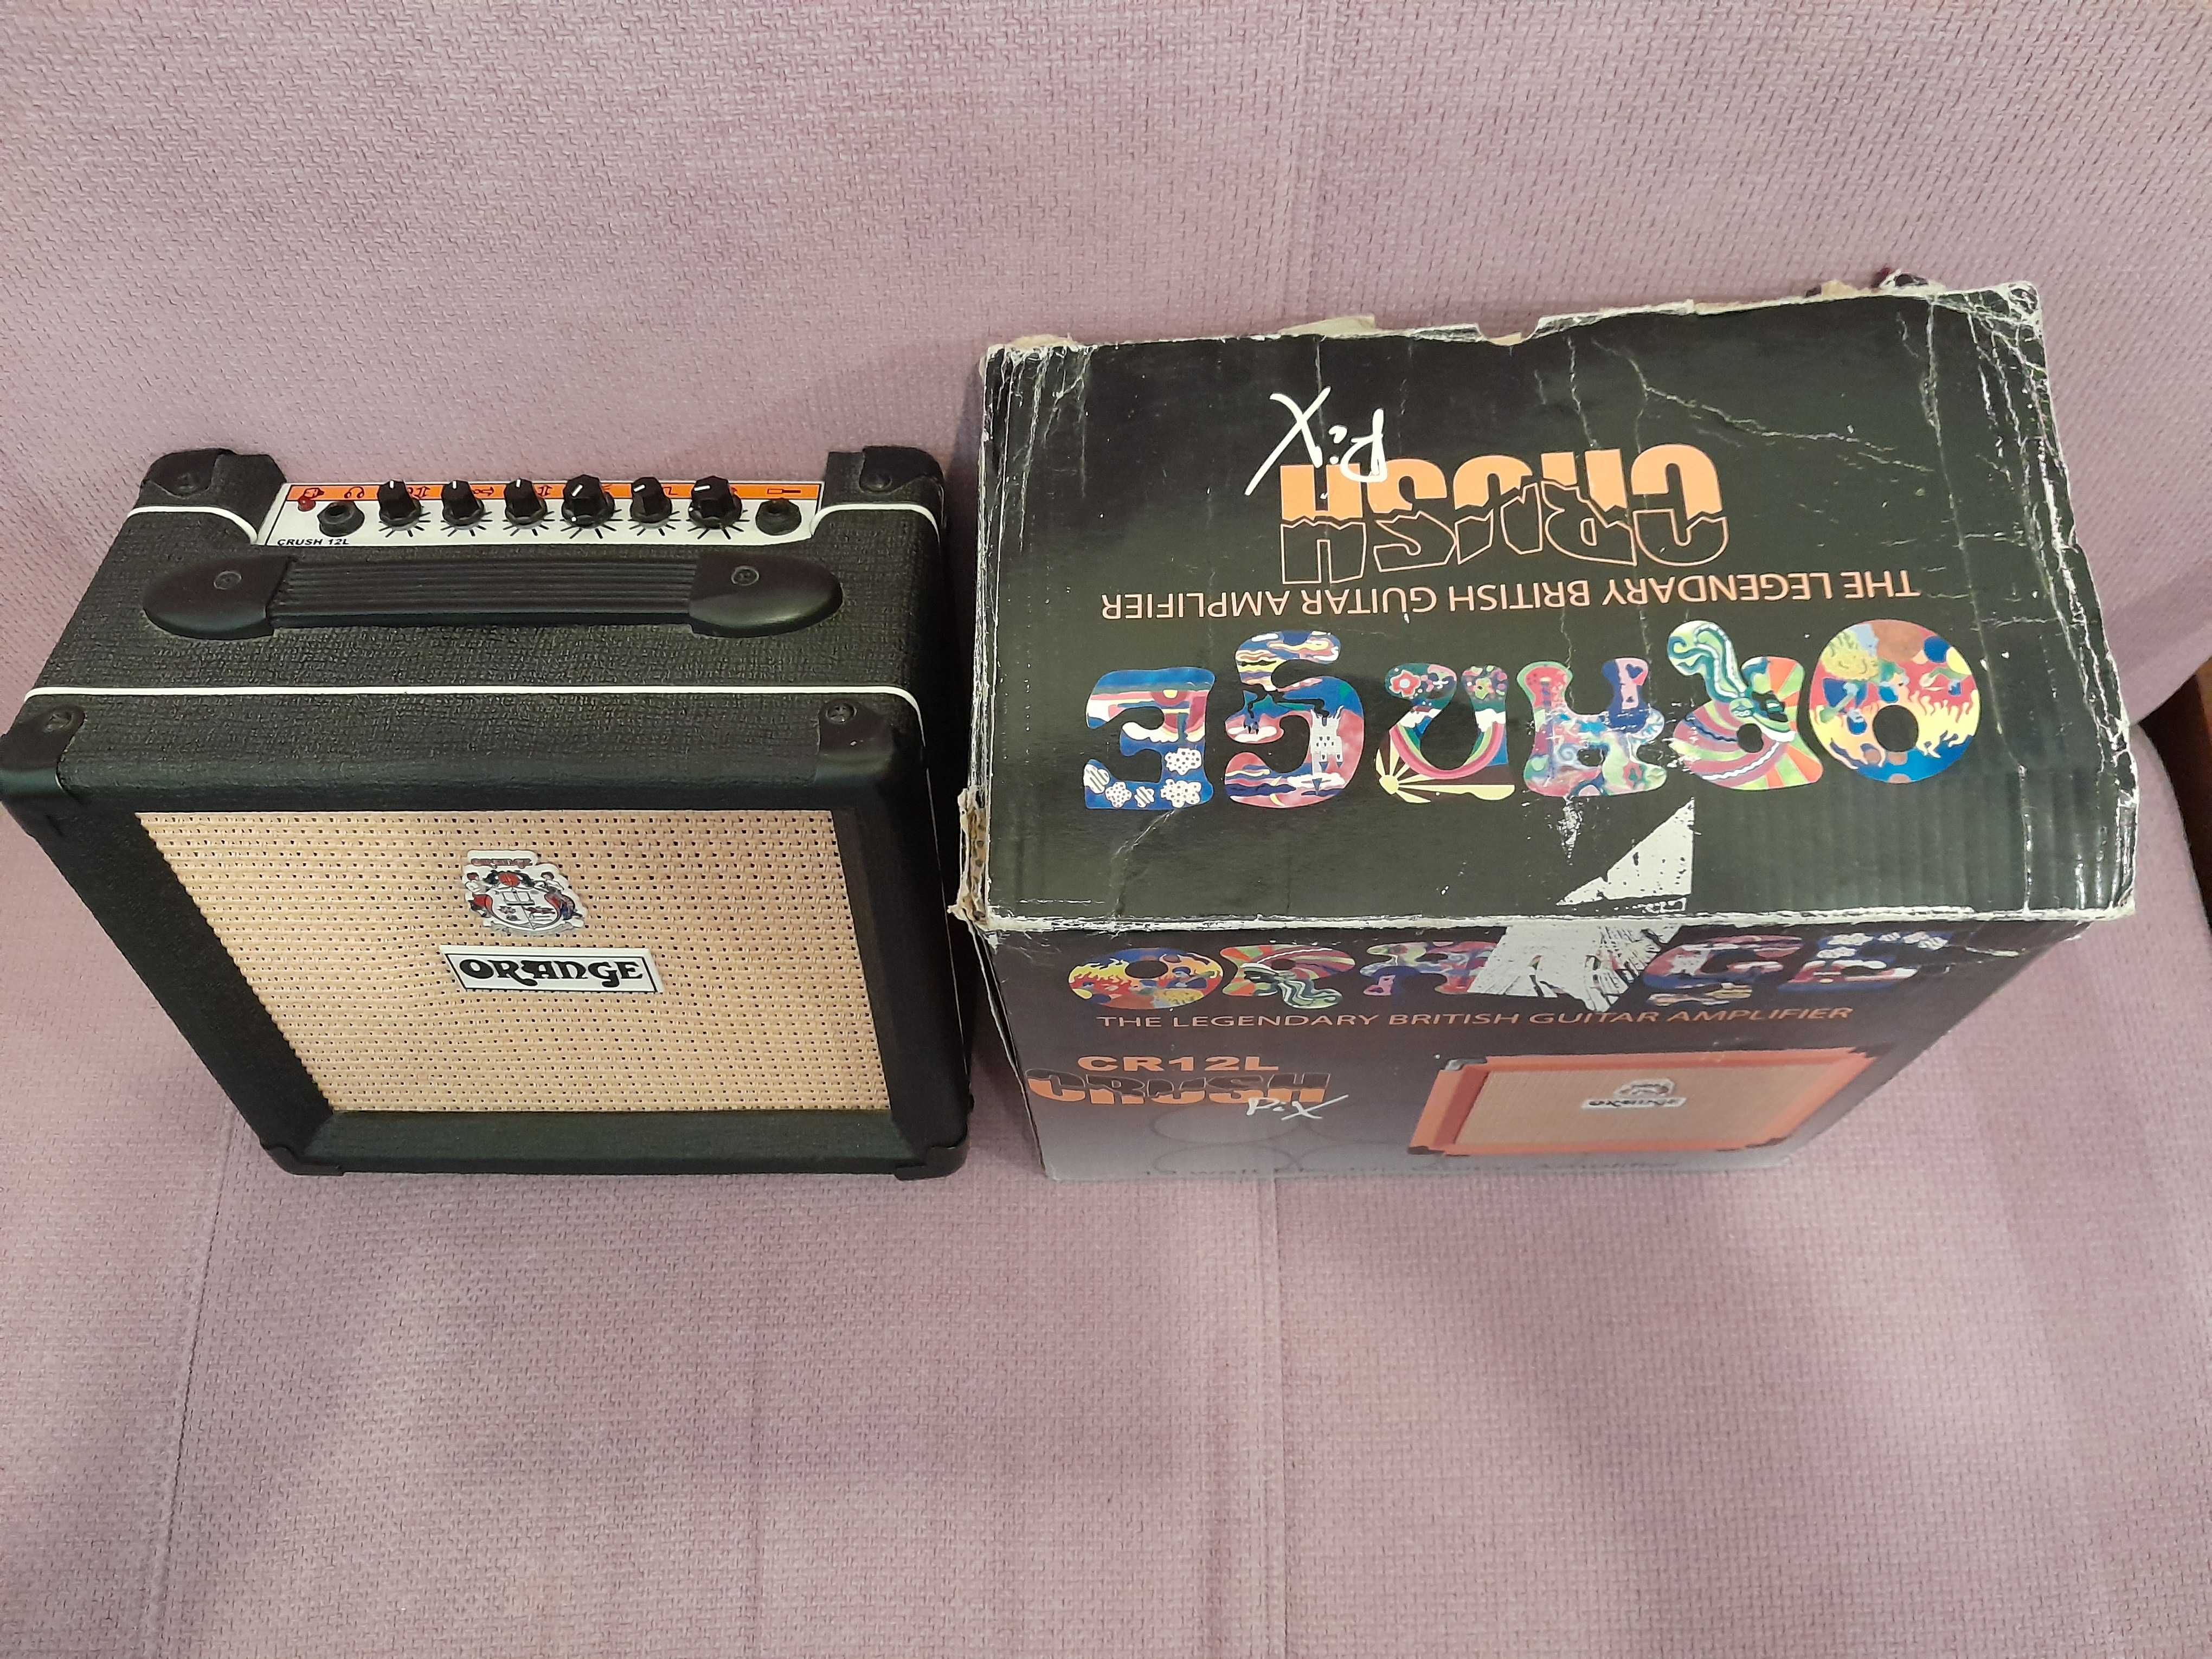 CRUSH 12L
ORANGE
ORANGE
ORANGE
THE LEGENDARY BRITISH GUITAR AMPLIFIER
CRUSH
PiX
ORANGE
THE LEGENDARY BRITISH GUITAR AMPLIFIER
CR12L
CRUSH
PiX
ORANGE